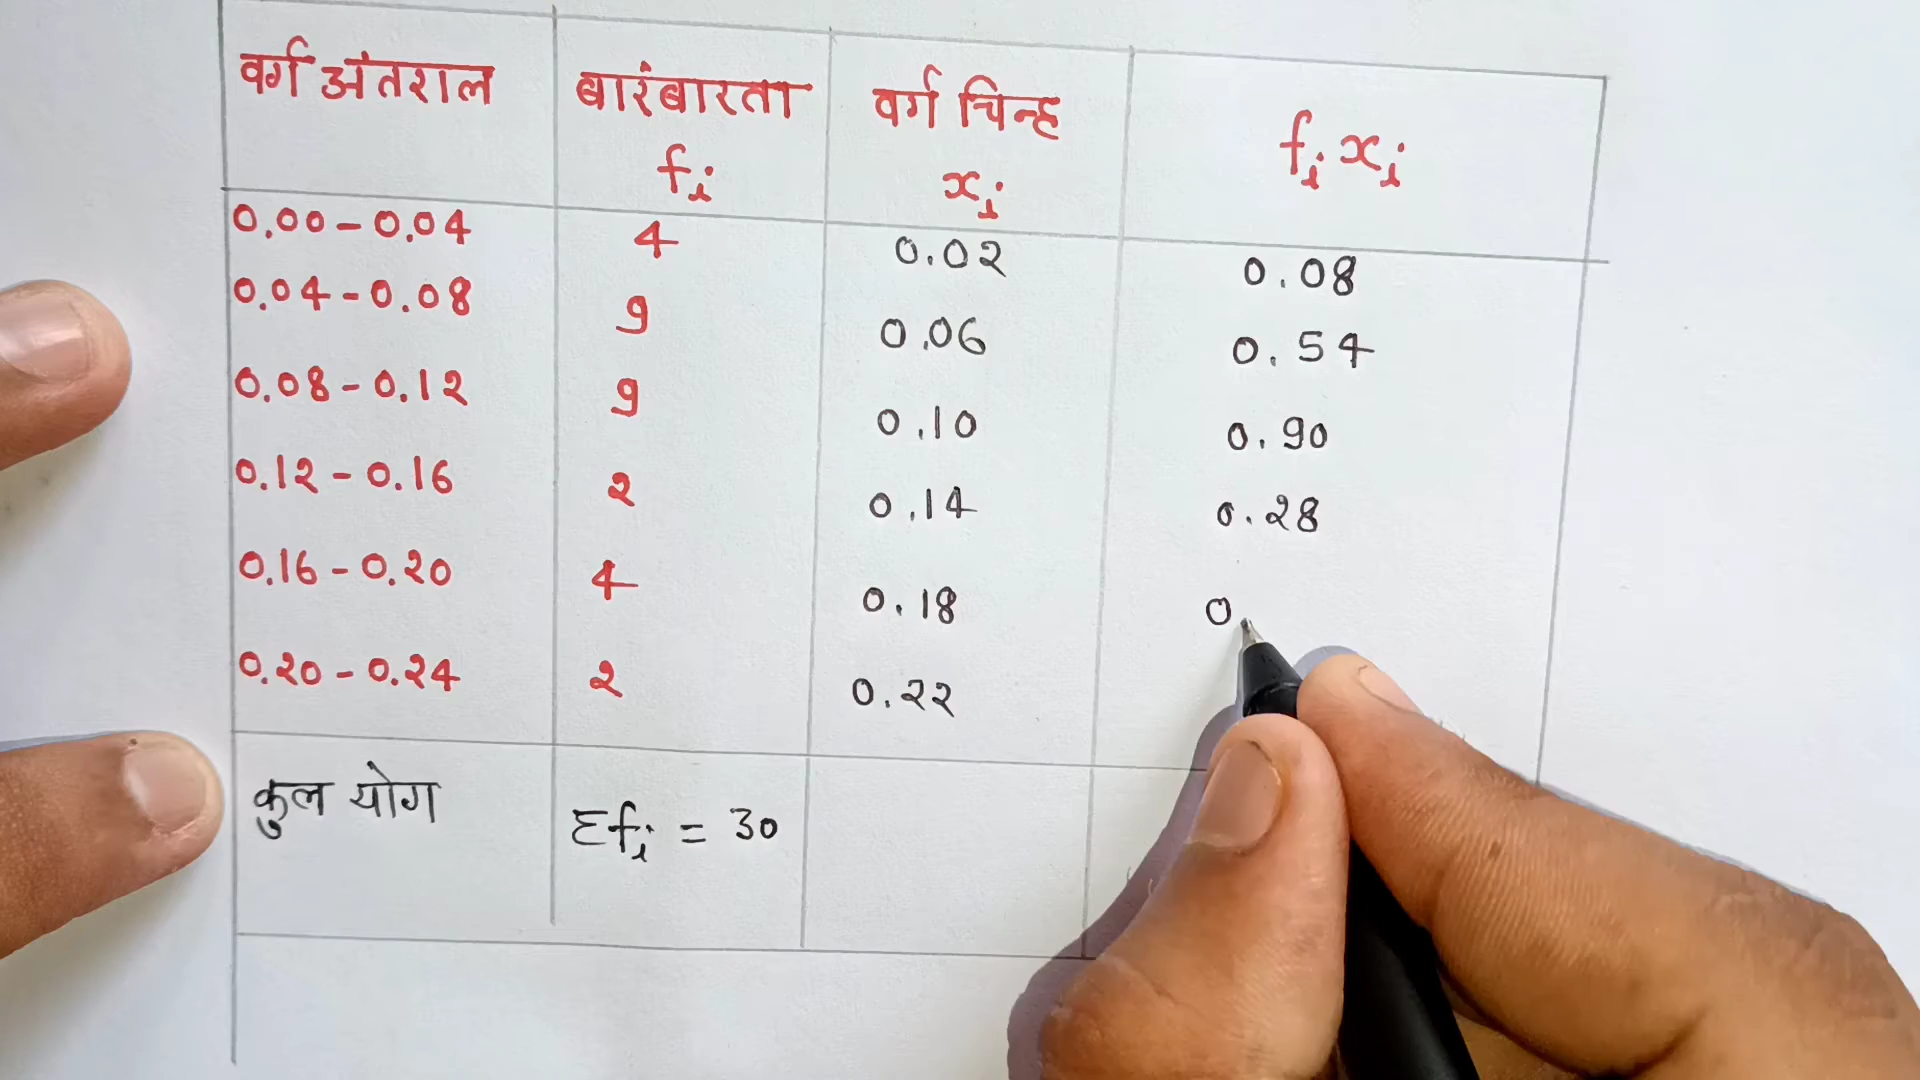 वर्ग अंतराल बारंबारता fᵢ वर्ग चिन्ह xᵢ fᵢxᵢ
0.00-0.04 4 0.02 0.08
0.04-0.08 9 0.06 0.54
0.08-0.12 9 0.10 0.90
0.12-0.16 2 0.14 0.28
0.16-0.20 4 0.18 0.
0.20-0.24 2 0.22
कुल योग Σfᵢ = 30